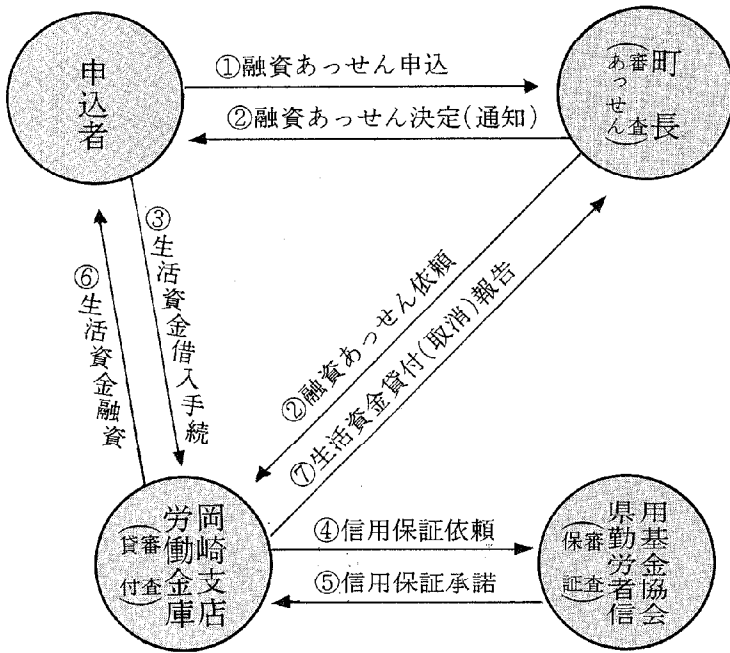 申込者
①融資あっせん申込
②融資あっせん決定(通知)
町長
(あっせん審査)
③生活資金借入手続
⑥生活資金融資
②融資あっせん依頼
⑦生活資金貸付(取消)報告
労働金庫
岡崎支店
(貸付審査)
④信用保証依頼
⑤信用保証承諾
県勤労者信
用基金協会
(保証審査)